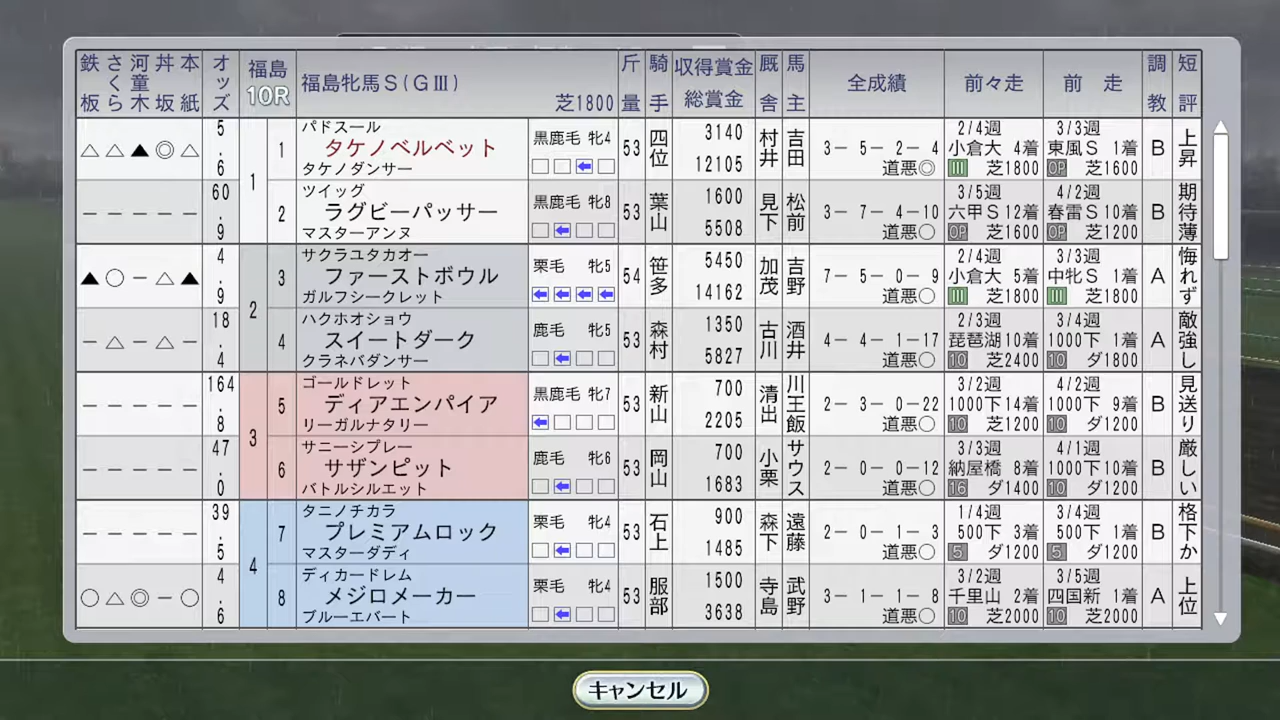 鉄板 さくら 河童木 井坂 本紙 オッズ 福島10R 福島牝馬S(GⅢ) 芝1800 斤量 騎手 収得賞金 総賞金 厩舎 馬主 全成績 前々走 前走 調教 短評
△ △ ▲ ◎ △ 5.6 1 1
パドスール
タケノベルベット
タケノダンサー
黒鹿毛 牝4 53 四位 3140 12105 村井 吉田 3-5-2-4 道悪◎
2/4週 小倉大 4着 Ⅲ 芝1800
3/3週 東風S 1着 OP 芝1600
B 上昇
- - - - - 60.9 2
ツイッグ
ラグビーパッサー
マスターアンヌ
黒鹿毛 牝8 53 葉山 1600 5508 見下 松前 3-7-4-10 道悪○
3/5週 六甲S 12着 OP 芝1600
4/2週 春雷S 10着 OP 芝1200
B 期待薄
▲ ○ - △ ▲ 4.9 2 3
サクラユタカオー
ファーストボウル
ガルフシークレット
栗毛 牝5 54 笹多 5450 14162 加茂 吉野 7-5-0-9 道悪○
2/4週 小倉大 5着 Ⅲ 芝1800
3/3週 中牝S 1着 Ⅲ 芝1800
A 侮れず
- △ - △ - 18.4 4
ハクホオショウ
スイートダーク
クラネバダンサー
鹿毛 牝5 53 森村 1350 5827 古川 酒井 4-4-1-17 道悪○
2/3週 琵琶湖 10着 10 芝2400
3/4週 1000下 1着 10 ダ1800
A 敵強し
- - - - - 164.8 3 5
ゴールドレット
ディアエンパイア
リーガルナタリー
黒鹿毛 牝7 53 新山 700 2205 清出 川王飯 2-3-0-22 道悪○
3/2週 1000下 14着 10 芝1200
4/2週 1000下 9着 10 ダ1200
B 見送り
- - - - - 47.0 6
サニーシプレー
サザンピット
バトルシルエット
鹿毛 牝6 53 岡山 700 1683 小栗 サウス 2-0-0-12 道悪○
3/3週 納屋橋 8着 16 ダ1400
4/1週 1000下 10着 10 ダ1200
B 厳しい
- - - - - 39.5 4 7
タニノチカラ
プレミアムロック
マスターダディ
栗毛 牝4 53 石上 900 1485 森下 遠藤 2-0-1-3 道悪○
1/4週 500下 3着 5 ダ1200
3/4週 500下 1着 5 ダ1200
B 格下か
○ △ ◎ - ○ 4.6 8
ディカードレム
メジロメーカー
ブルーエバート
栗毛 牝4 53 服部 1500 3638 寺島 武野 3-1-1-8 道悪○
3/2週 千里山 2着 10 芝2000
3/5週 四国新 1着 10 芝2000
A 上位
キャンセル